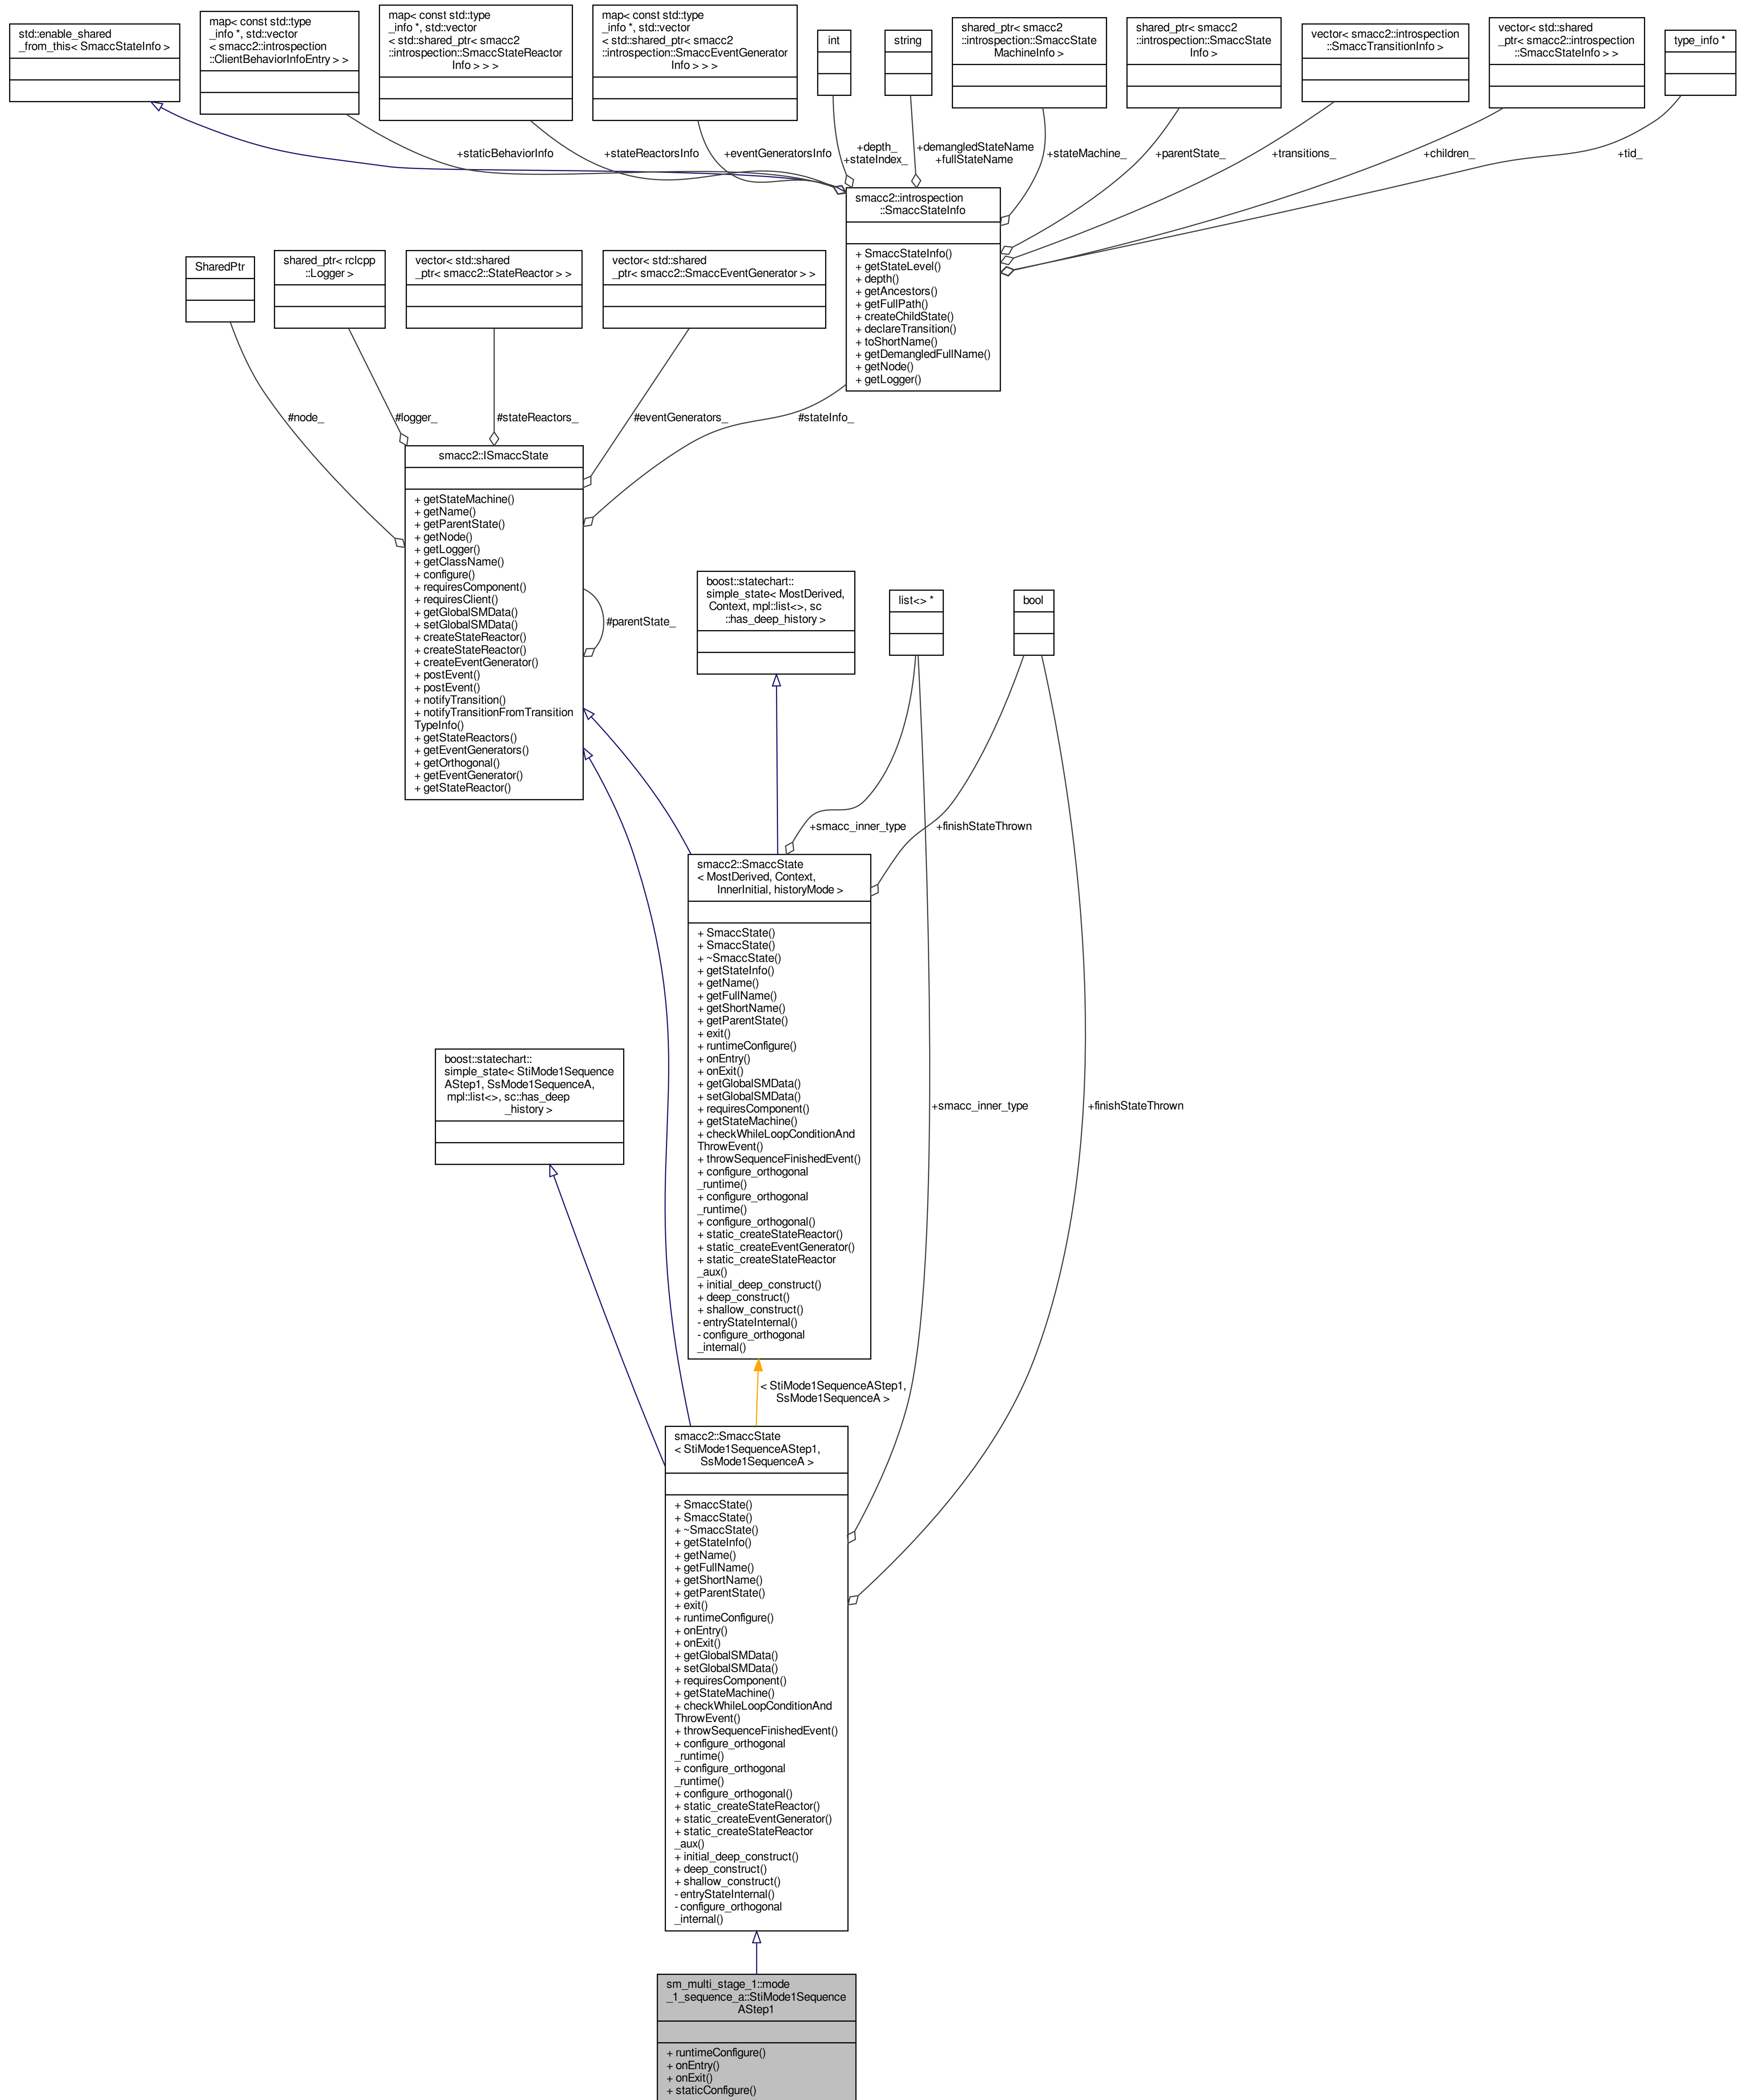 std::enable_shared
_from_this< SmaccStateInfo >
map< const std::type
_info *, std::vector
< smacc2::introspection
::ClientBehaviorInfoEntry > >
map< const std::type
_info *, std::vector
< std::shared_ptr< smacc2
::introspection::SmaccStateReactor
Info > > >
map< const std::type
_info *, std::vector
< std::shared_ptr< smacc2
::introspection::SmaccEventGenerator
Info > > >
int
string
shared_ptr< smacc2
::introspection::SmaccState
MachineInfo >
shared_ptr< smacc2
::introspection::SmaccState
Info >
vector< smacc2::introspection
::SmaccTransitionInfo >
vector< std::shared
_ptr< smacc2::introspection
::SmaccStateInfo > >
type_info *
+staticBehaviorInfo
+stateReactorsInfo
+eventGeneratorsInfo
+depth_
+stateIndex_
+demangledStateName
+fullStateName
+stateMachine_
+parentState_
+transitions_
+children_
+tid_
smacc2::introspection
::SmaccStateInfo
+ SmaccStateInfo()
+ getStateLevel()
+ depth()
+ getAncestors()
+ getFullPath()
+ createChildState()
+ declareTransition()
+ toShortName()
+ getDemangledFullName()
+ getNode()
+ getLogger()
SharedPtr
shared_ptr< rclcpp
::Logger >
vector< std::shared
_ptr< smacc2::StateReactor > >
vector< std::shared
_ptr< smacc2::SmaccEventGenerator > >
#node_
#logger_
#stateReactors_
#eventGenerators_
#stateInfo_
smacc2::ISmaccState
+ getStateMachine()
+ getName()
+ getParentState()
+ getNode()
+ getLogger()
+ getClassName()
+ configure()
+ requiresComponent()
+ requiresClient()
+ getGlobalSMData()
+ setGlobalSMData()
+ createStateReactor()
+ createStateReactor()
+ createEventGenerator()
+ postEvent()
+ postEvent()
+ notifyTransition()
+ notifyTransitionFromTransition
TypeInfo()
+ getStateReactors()
+ getEventGenerators()
+ getOrthogonal()
+ getEventGenerator()
+ getStateReactor()
#parentState_
boost::statechart::
simple_state< MostDerived,
Context, mpl::list<>, sc
::has_deep_history >
list<> *
bool
+smacc_inner_type
+finishStateThrown
smacc2::SmaccState
< MostDerived, Context,
InnerInitial, historyMode >
+ SmaccState()
+ SmaccState()
+ ~SmaccState()
+ getStateInfo()
+ getName()
+ getFullName()
+ getShortName()
+ getParentState()
+ exit()
+ runtimeConfigure()
+ onEntry()
+ onExit()
+ getGlobalSMData()
+ setGlobalSMData()
+ requiresComponent()
+ getStateMachine()
+ checkWhileLoopConditionAnd
ThrowEvent()
+ throwSequenceFinishedEvent()
+ configure_orthogonal
_runtime()
+ configure_orthogonal
_runtime()
+ configure_orthogonal()
+ static_createStateReactor()
+ static_createEventGenerator()
+ static_createStateReactor
_aux()
+ initial_deep_construct()
+ deep_construct()
+ shallow_construct()
- entryStateInternal()
- configure_orthogonal
_internal()
boost::statechart::
simple_state< StiMode1Sequence
AStep1, SsMode1SequenceA,
mpl::list<>, sc::has_deep
_history >
+smacc_inner_type
+finishStateThrown
< StiMode1SequenceAStep1,
SsMode1SequenceA >
smacc2::SmaccState
< StiMode1SequenceAStep1,
SsMode1SequenceA >
+ SmaccState()
+ SmaccState()
+ ~SmaccState()
+ getStateInfo()
+ getName()
+ getFullName()
+ getShortName()
+ getParentState()
+ exit()
+ runtimeConfigure()
+ onEntry()
+ onExit()
+ getGlobalSMData()
+ setGlobalSMData()
+ requiresComponent()
+ getStateMachine()
+ checkWhileLoopConditionAnd
ThrowEvent()
+ throwSequenceFinishedEvent()
+ configure_orthogonal
_runtime()
+ configure_orthogonal
_runtime()
+ configure_orthogonal()
+ static_createStateReactor()
+ static_createEventGenerator()
+ static_createStateReactor
_aux()
+ initial_deep_construct()
+ deep_construct()
+ shallow_construct()
- entryStateInternal()
- configure_orthogonal
_internal()
sm_multi_stage_1::mode
_1_sequence_a::StiMode1Sequence
AStep1
+ runtimeConfigure()
+ onEntry()
+ onExit()
+ staticConfigure()